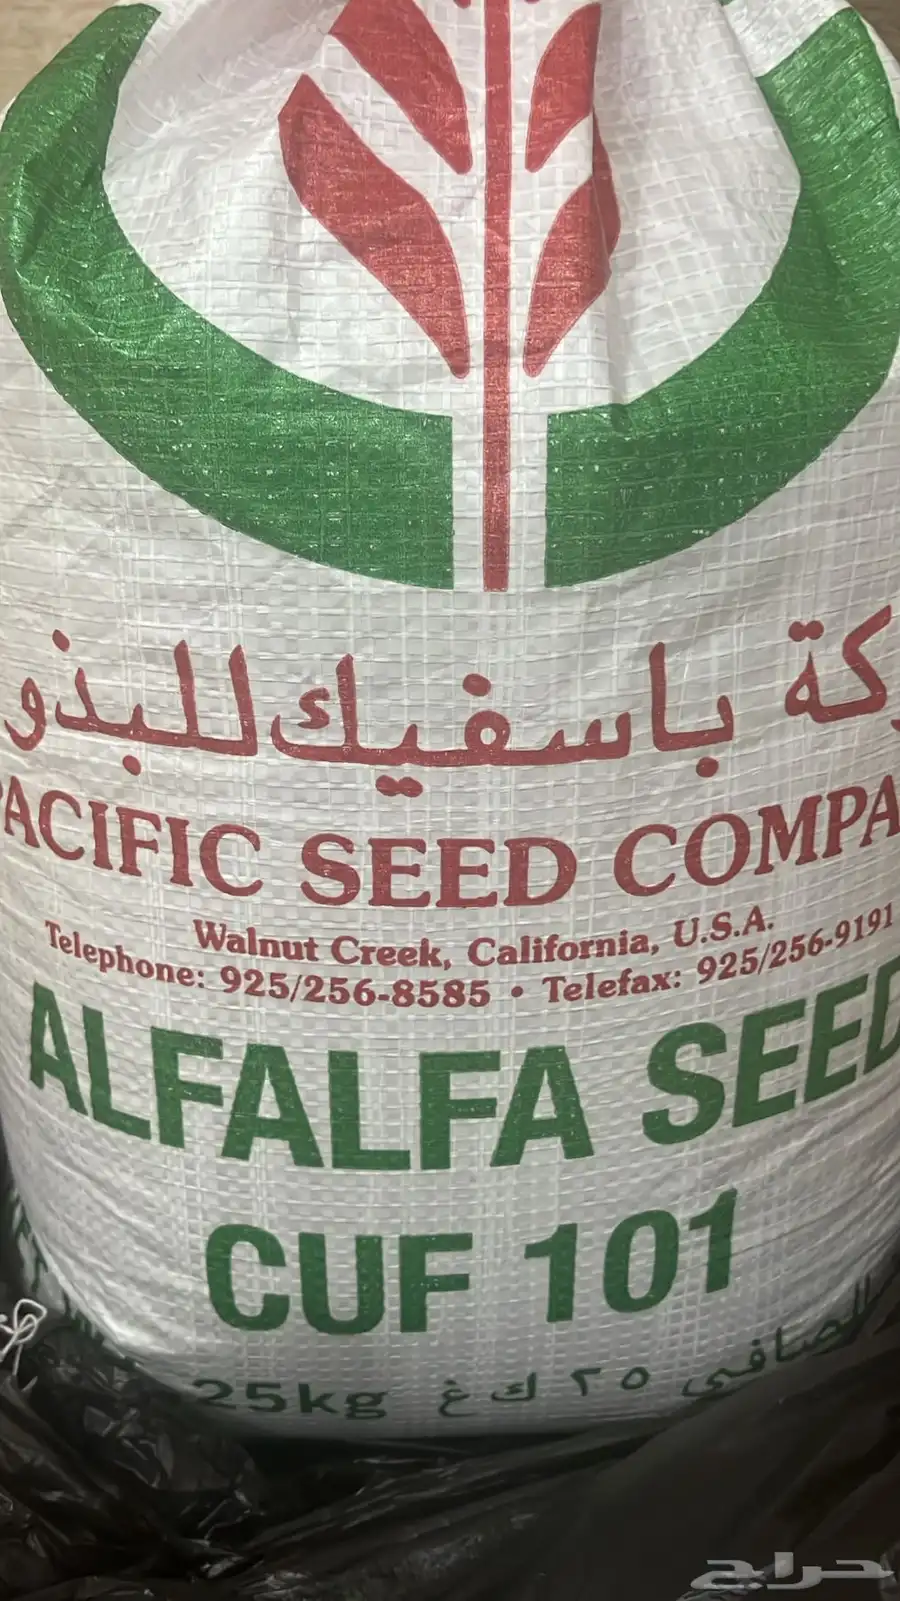 كة باسفيك للبذو
PACIFIC SEED COMPA
Walnut Creek, California, U.S.A.
Telephone: 925/256-8585 • Telefax: 925/256-9191
ALFALFA SEED
CUF 101
الصافي ٢٥ ك غ 25kg
حراج